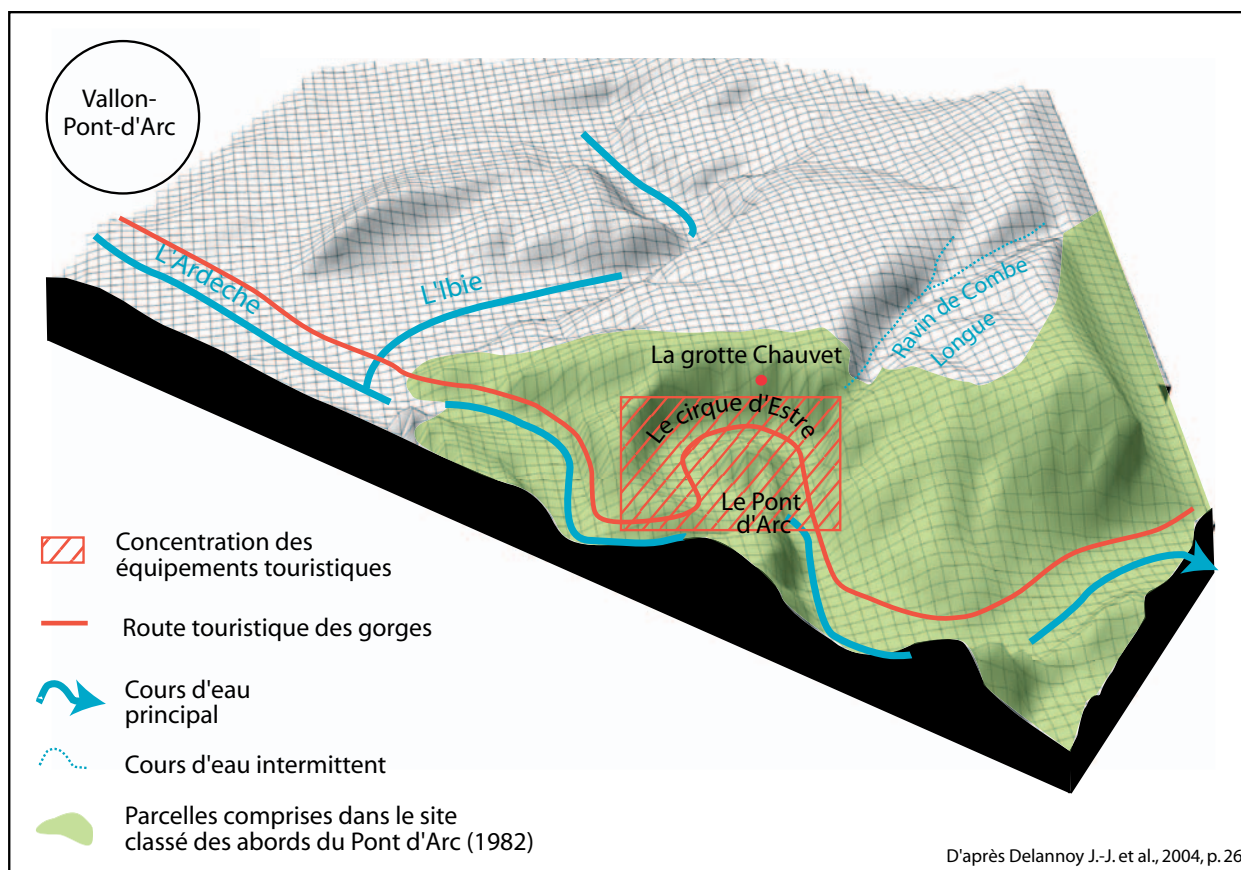 Vallon-
Pont-d'Arc
L'Ardèche
L'Ibie
Ravin de Combe
Longue
La grotte Chauvet
Le cirque d'Estre
Le Pont
d'Arc
Concentration des
équipements touristiques
Route touristique des gorges
Cours d'eau
principal
Cours d'eau intermittent
Parcelles comprises dans le site
classé des abords du Pont d'Arc (1982)
D'après Delannoy J.-J. et al., 2004, p. 26